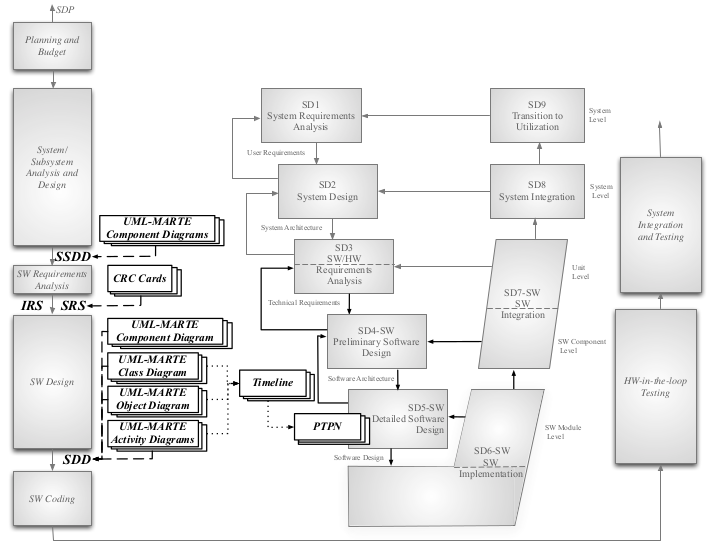 SDP
Planning and
Budget
System/
Subsystem
Analysis and
Design
UML-MARTE
Component Diagrams
SSDD
SW Requirements
Analysis
CRC Cards
IRS SRS
UML-MARTE
Component Diagram
SW Design
UML-MARTE
Class Diagram
UML-MARTE
Object Diagram
UML-MARTE
Activity Diagrams
SDD
SW Coding
Timeline
PTPN
SD1
System Requirements
Analysis
User Requirements
SD2
System Design
System Architecture
SD3
SW/HW
Requirements
Analysis
Technical Requirements
SD4-SW
Preliminary Software
Design
Software Architecture
SD5-SW
Detailed Software
Design
Software Design
SD6-SW
SW
Implementation
SD7-SW
SW
Integration
SD8
System Integration
SD9
Transition to
Utilization
System
Level
System
Level
Unit
Level
SW Component
Level
SW Module
Level
System
Integration
and Testing
HW-in-the-loop
Testing